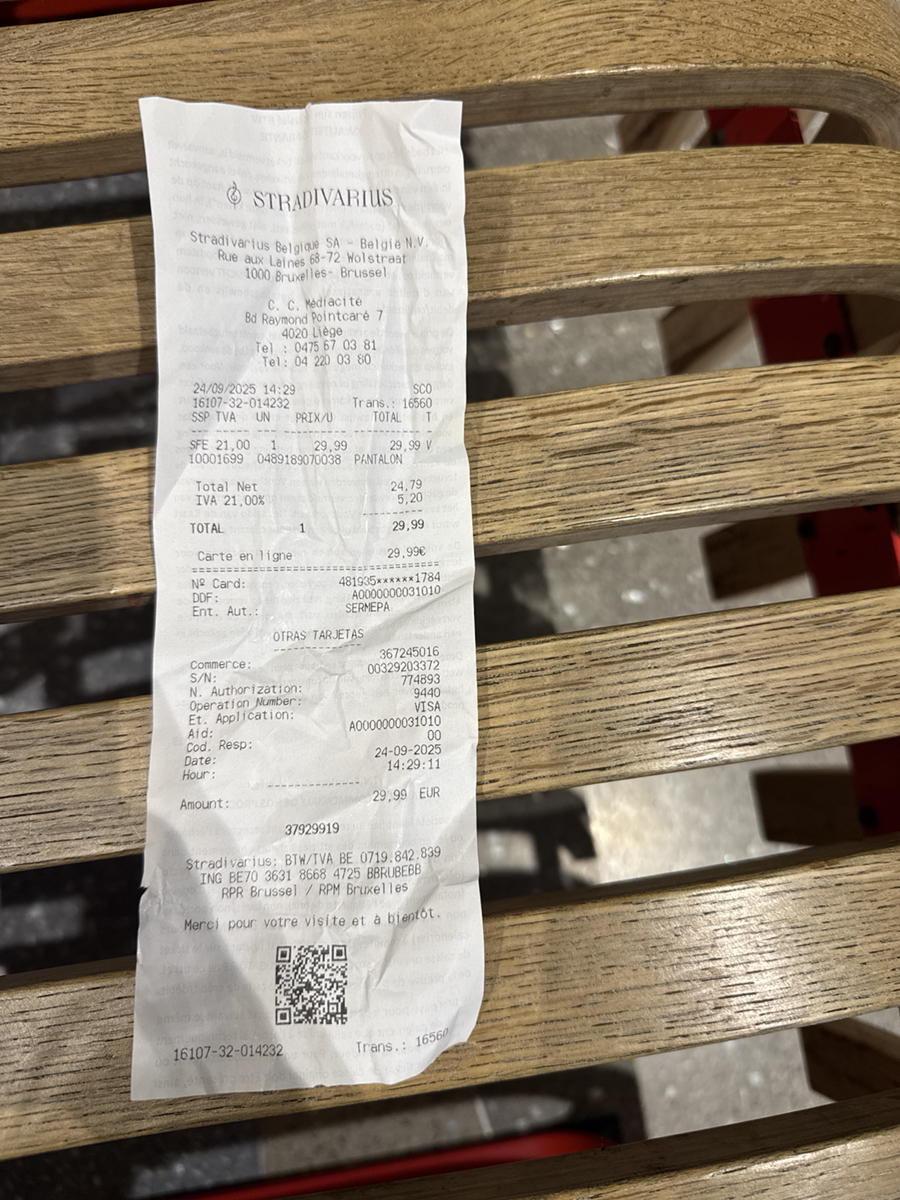 STRADIVARIUS
Stradivarius Belgique SA - Belgie N.V.
Rue aux Laines 68-72 Wolstraat
1000 Bruxelles- Brussel
C. C. Médiacité
Bd Raymond Pointcaré 7
4020 Liège
Tel : 0475 67 03 81
Tel: 04 220 03 80
24/09/2025 14:29 SCO
16107-32-014232 Trans.: 16560
SSP TVA UN PRIX/U TOTAL T
SFE 21,00 1 29,99 29,99 V
10001699 0489189070038 PANTALON
Total Net 24,79
IVA 21,00% 5,20
TOTAL 1 29,99
Carte en ligne 29,99€
Nº Card: 481935******1784
DDF: A0000000031010
Ent. Aut.: SERMEPA
OTRAS TARJETAS
Commerce: 367245016
S/N: 00329203372
N. Authorization: 774893
Operation Number: 9440
Et. Application: VISA
Aid: A0000000031010
Cod. Resp: 00
Date: 24-09-2025
Hour: 14:29:11
Amount: 29,99 EUR
37929919
Stradivarius: BTW/TVA BE 0719.842.839
ING BE70 3631 8668 4725 BBRUBEBB
RPR Brussel / RPM Bruxelles
Merci pour votre visite et à bientôt.
16107-32-014232 Trans.: 16560